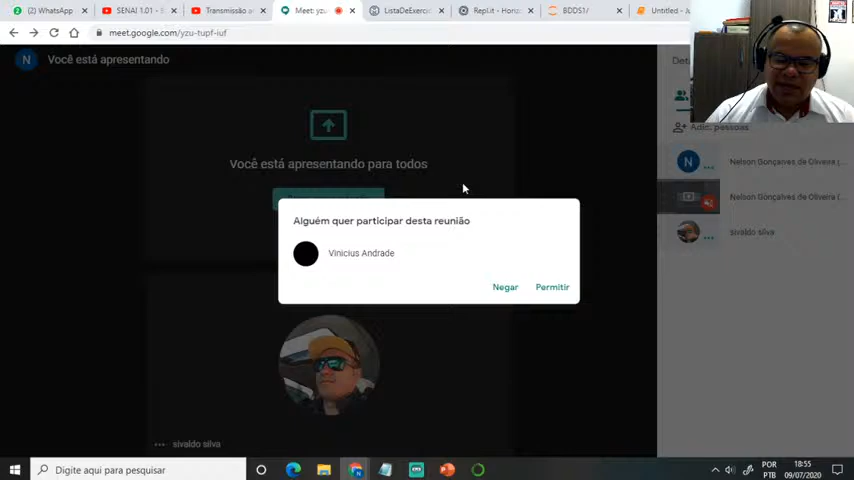 (2) WhatsApp
SENAI 1.01 - 
Transmissão a
Meet: yzu
ListaDeExercíci
Repl.it - Horiz
BDDS1/
Untitled - Ju
meet.google.com/yzu-tupf-iuf
N
Você está apresentando
Você está apresentando para todos
Alguém quer participar desta reunião
Vinicius Andrade
Negar
Permitir
Adic. pessoas
N
Nelson Gonçalves de Oliveira (...
Nelson Gonçalves de Oliveira (...
sivaldo silva
sivaldo silva
Digite aqui para pesquisar
POR
PTB
18:55
09/07/2020